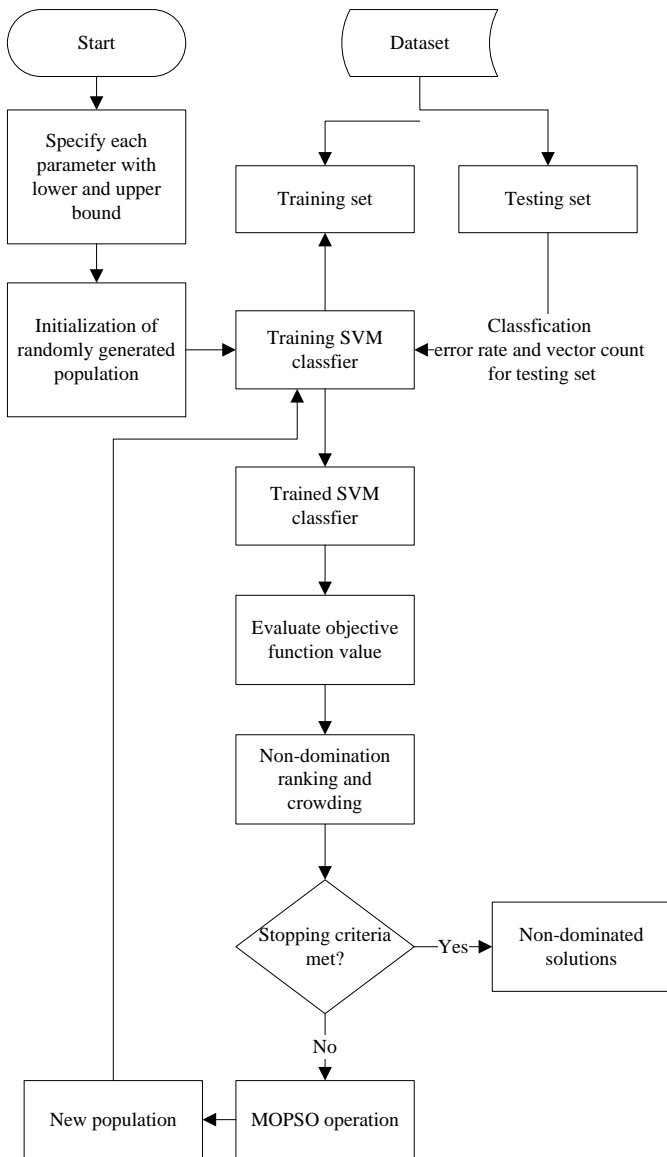 Start
Dataset
Specify each
parameter with
lower and upper
bound
Training set
Testing set
Initialization of
randomly generated
population
Training SVM
classfier
Classfication
error rate and vector count
for testing set
Trained SVM
classfier
Evaluate objective
function value
Non-domination
ranking and
crowding
Stopping criteria
met?
Yes
Non-dominated
solutions
No
New population
MOPSO operation